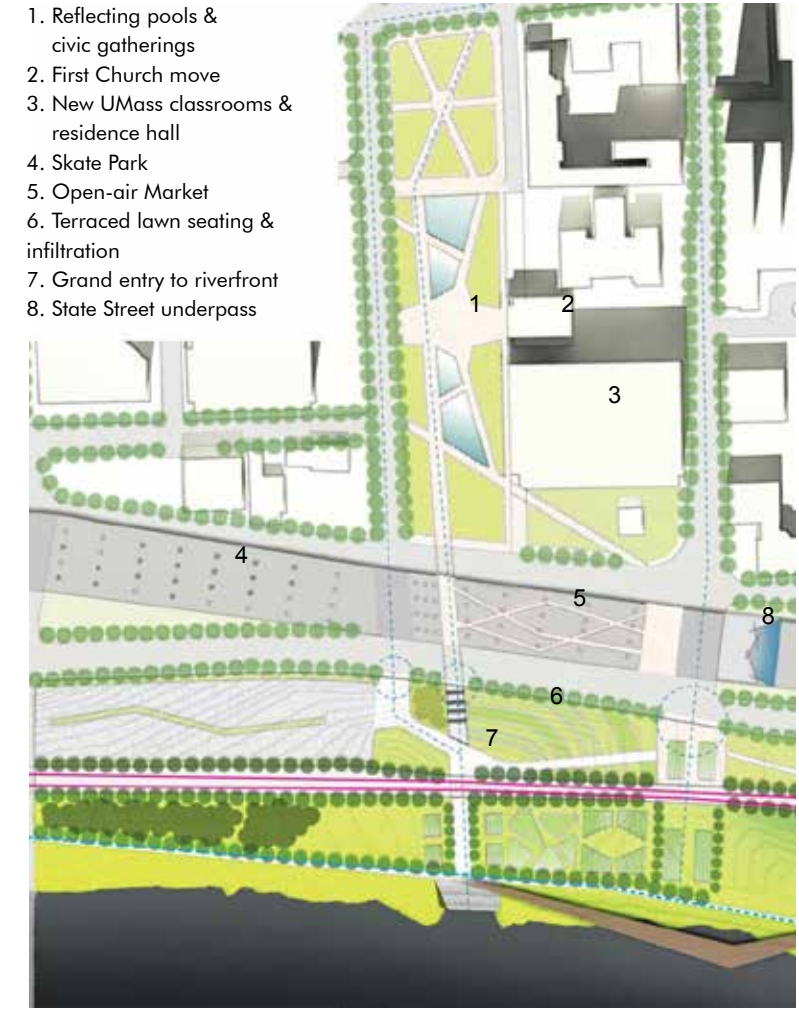 1. Reflecting pools &
civic gatherings
2. First Church move
3. New UMass classrooms &
residence hall
4. Skate Park
5. Open-air Market
6. Terraced lawn seating &
infiltration
7. Grand entry to riverfront
8. State Street underpass
1
2
3
4
5
8
6
7